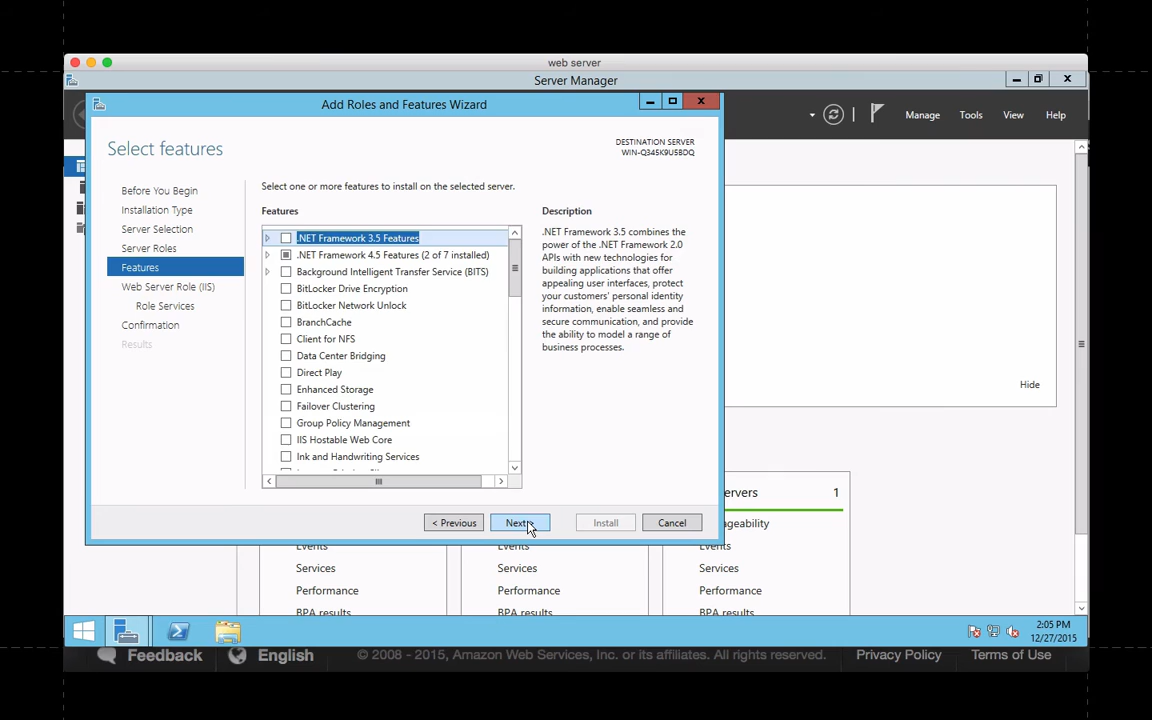 web server
Server Manager
Add Roles and Features Wizard
Manage
Tools
View
Help
Select features
DESTINATION SERVER
WIN-Q345K9U5BDQ
Before You Begin
Installation Type
Server Selection
Server Roles
Features
Web Server Role (IIS)
Role Services
Confirmation
Results
Select one or more features to install on the selected server.
Features
.NET Framework 3.5 Features
.NET Framework 4.5 Features (2 of 7 installed)
Background Intelligent Transfer Service (BITS)
BitLocker Drive Encryption
BitLocker Network Unlock
BranchCache
Client for NFS
Data Center Bridging
Direct Play
Enhanced Storage
Failover Clustering
Group Policy Management
IIS Hostable Web Core
Ink and Handwriting Services
Description
.NET Framework 3.5 combines the
power of the .NET Framework 2.0
APIs with new technologies for
building applications that offer
appealing user interfaces, protect
your customers' personal identity
information, enable seamless and
secure communication, and provide
the ability to model a range of
business processes.
Hide
< Previous
Next
Install
Cancel
ervers 1
ageability
Events
Services
Performance
BPA results
Events
Services
Performance
BPA results
Events
Services
Performance
BPA results
2:05 PM
12/27/2015
Feedback
English
© 2008 - 2015, Amazon Web Services, Inc. or its affiliates. All rights reserved.
Privacy Policy
Terms of Use